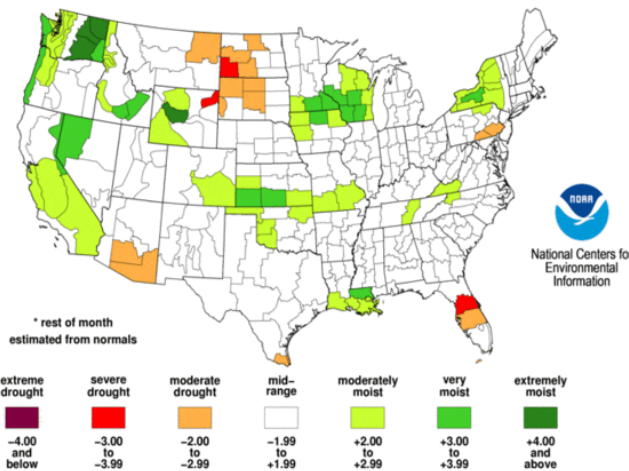 NOAA
National Centers fo
Environmental
Information
* rest of month
estimated from normals
extreme
drought
severe
drought
moderate
drought
mid–
range
moderately
moist
very
moist
extremely
moist
−4.00
and
below
−3.00
to
−3.99
−2.00
to
−2.99
−1.99
to
+1.99
+2.00
to
+2.99
+3.00
to
+3.99
+4.00
and
above